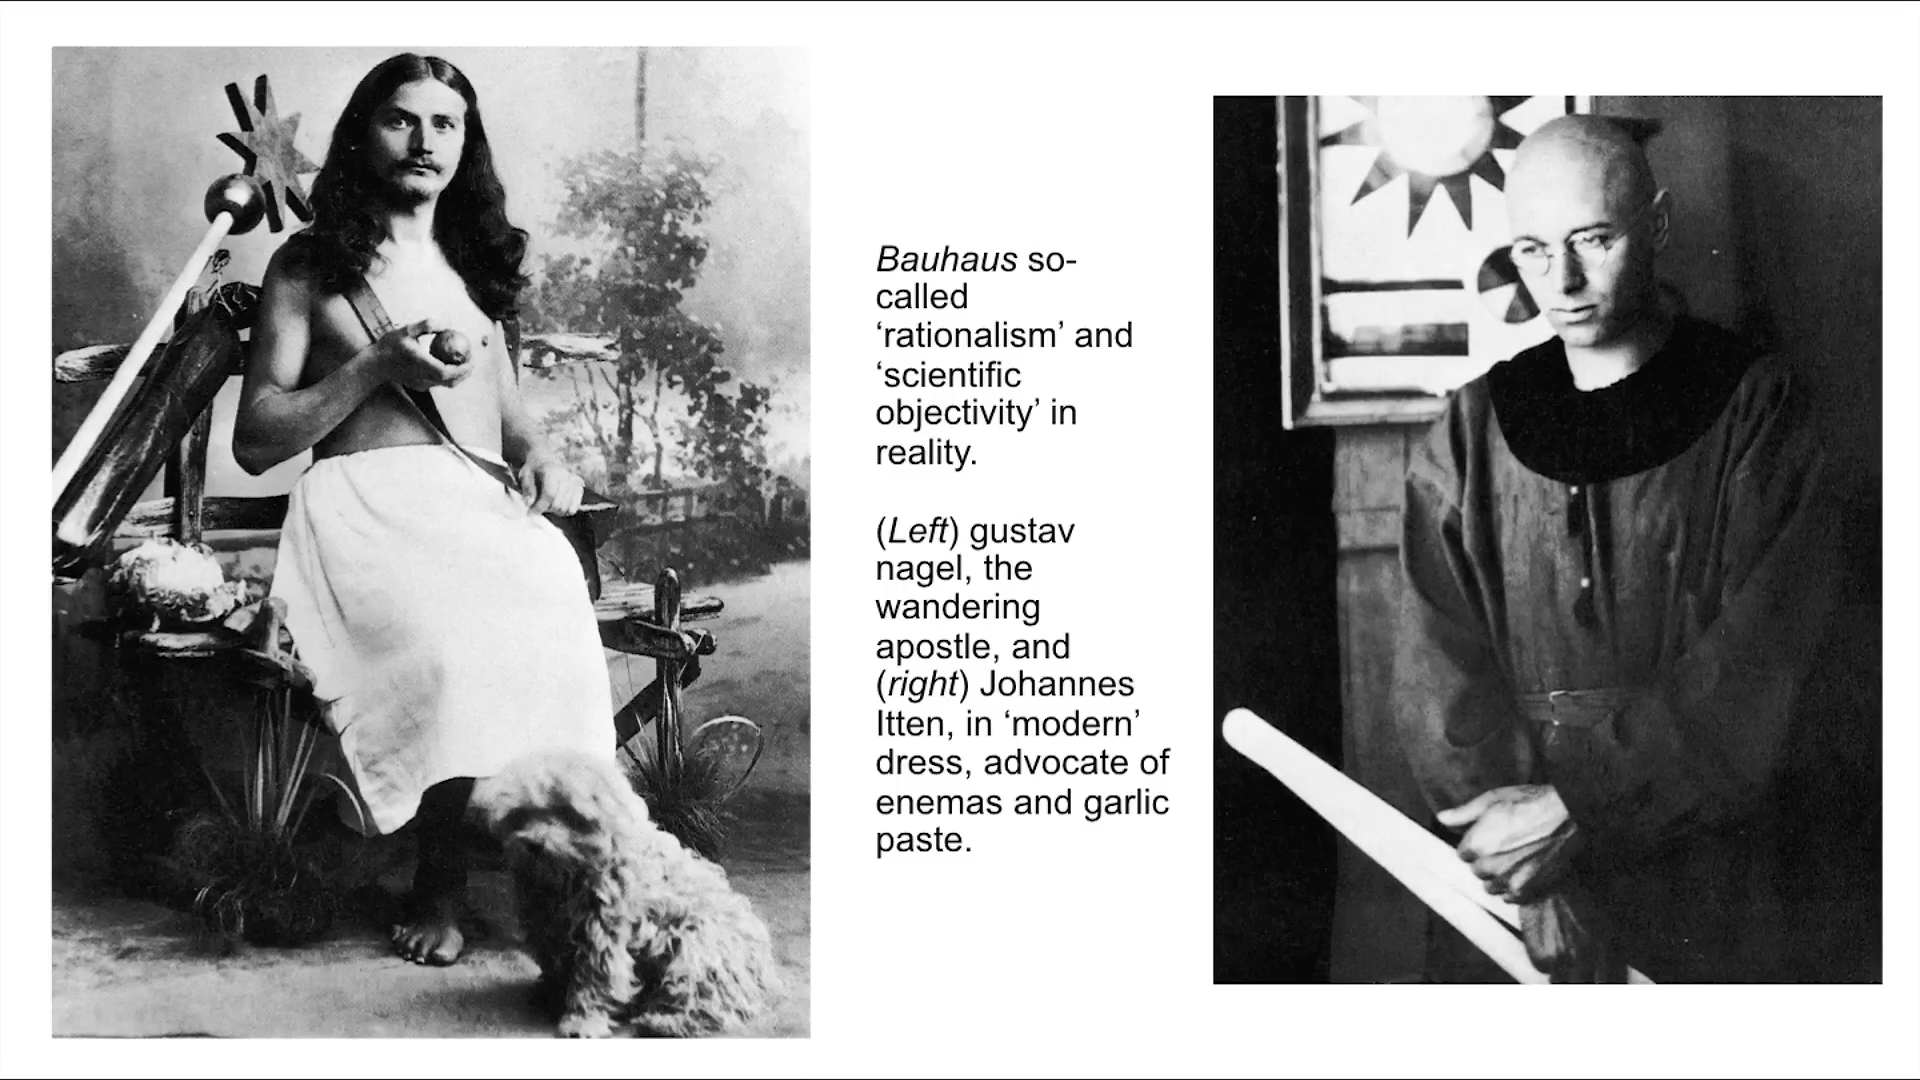 Bauhaus so-
called
‘rationalism’ and
‘scientific
objectivity’ in
reality.
(Left) gustav
nagel, the
wandering
apostle, and
(right) Johannes
Itten, in ‘modern’
dress, advocate of
enemas and garlic
paste.